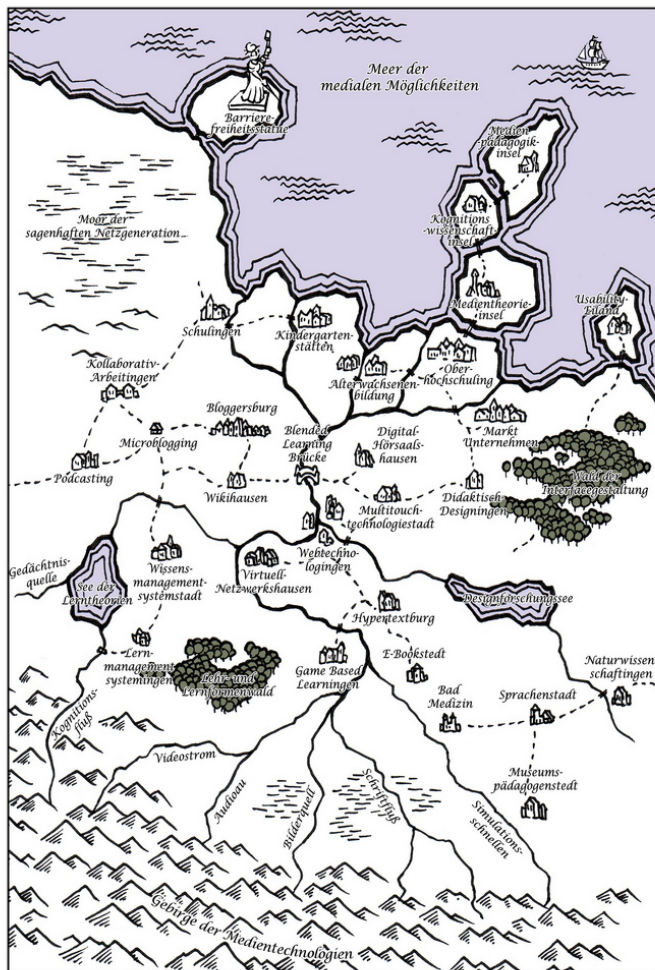 Meer der
medialen Möglichkeiten
Barriere-
freiheitsstatue
Medien
-pädagogik-
insel
Moor der
sagenhaften Netzgeneration
Kognitions
-wissenschaft-
insel
Medientheorie-
insel
Usability-
Eiland
Schulingen
Kindergarten-
stätten
Kollaborativ-
Arbeitingen
Alterwachsenen-
bildung
Ober-
hochschuling
Bloggersburg
Microblogging
Blended
Learning
Brücke
Digital-
Hörsaals-
hausen
Markt
Unternehmen
Podcasting
Wikihausen
Multitouch-
technologiestadt
Didaktisch-
Designingen
Wald der
Interfacegestaltung
Gedächtnis-
quelle
See der
Lerntheorien
Wissens-
management-
systemstadt
Virtuell-
Netzwerkshausen
Webtechno-
logingen
Hypertextburg
Designforschungssee
Lern-
management-
systemingen
Lehr- und
Lernformenwald
Game Based
Learningen
E-Bookstedt
Bad
Medizin
Sprachenstadt
Naturwissen-
schaftingen
Kognitions-
fluß
Videostrom
Audioau
Bilderquell
Schriftfluß
Simulations-
schnellen
Museums-
pädagogenstedt
Gebirge der Medientechnologien